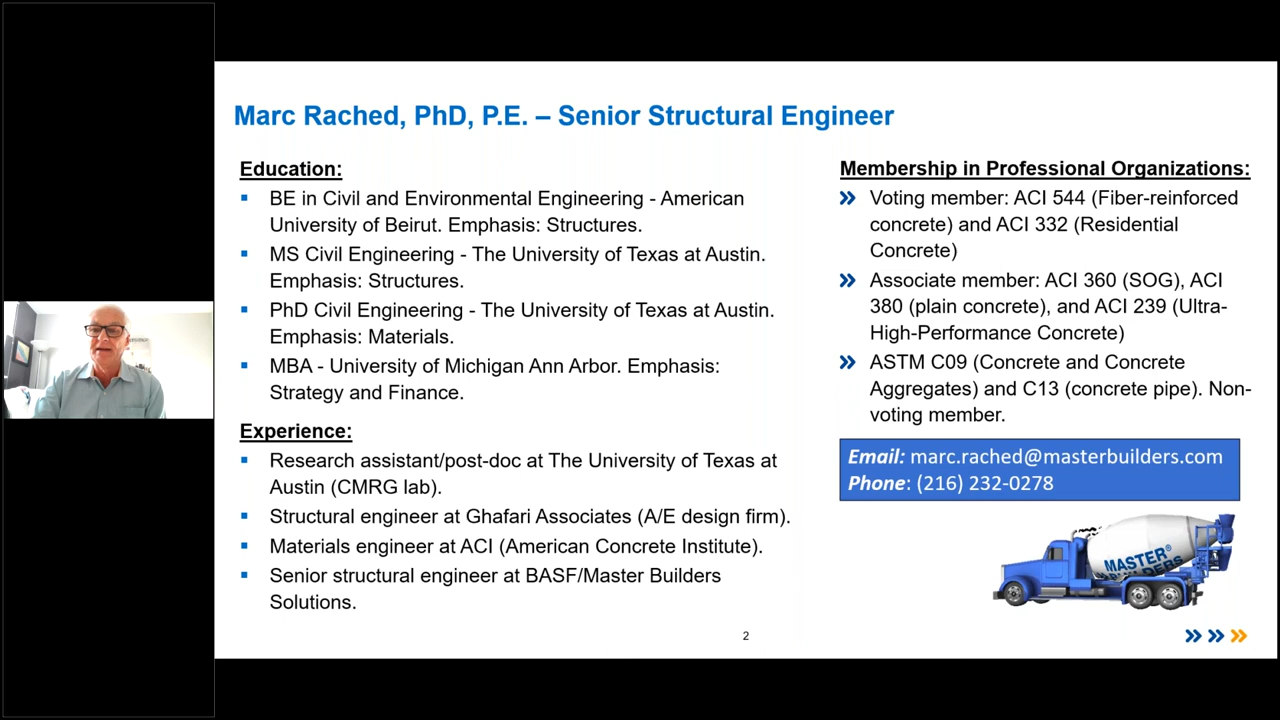 Marc Rached, PhD, P.E. – Senior Structural Engineer
Education:
BE in Civil and Environmental Engineering - American
University of Beirut. Emphasis: Structures.
MS Civil Engineering - The University of Texas at Austin.
Emphasis: Structures.
PhD Civil Engineering - The University of Texas at Austin.
Emphasis: Materials.
MBA - University of Michigan Ann Arbor. Emphasis:
Strategy and Finance.
Experience:
Research assistant/post-doc at The University of Texas at
Austin (CMRG lab).
Structural engineer at Ghafari Associates (A/E design firm).
Materials engineer at ACI (American Concrete Institute).
Senior structural engineer at BASF/Master Builders
Solutions.
Membership in Professional Organizations:
Voting member: ACI 544 (Fiber-reinforced
concrete) and ACI 332 (Residential
Concrete)
Associate member: ACI 360 (SOG), ACI
380 (plain concrete), and ACI 239 (Ultra-
High-Performance Concrete)
ASTM C09 (Concrete and Concrete
Aggregates) and C13 (concrete pipe). Non-
voting member.
Email: marc.rached@masterbuilders.com
Phone: (216) 232-0278
MASTER®
BUILDERS
2